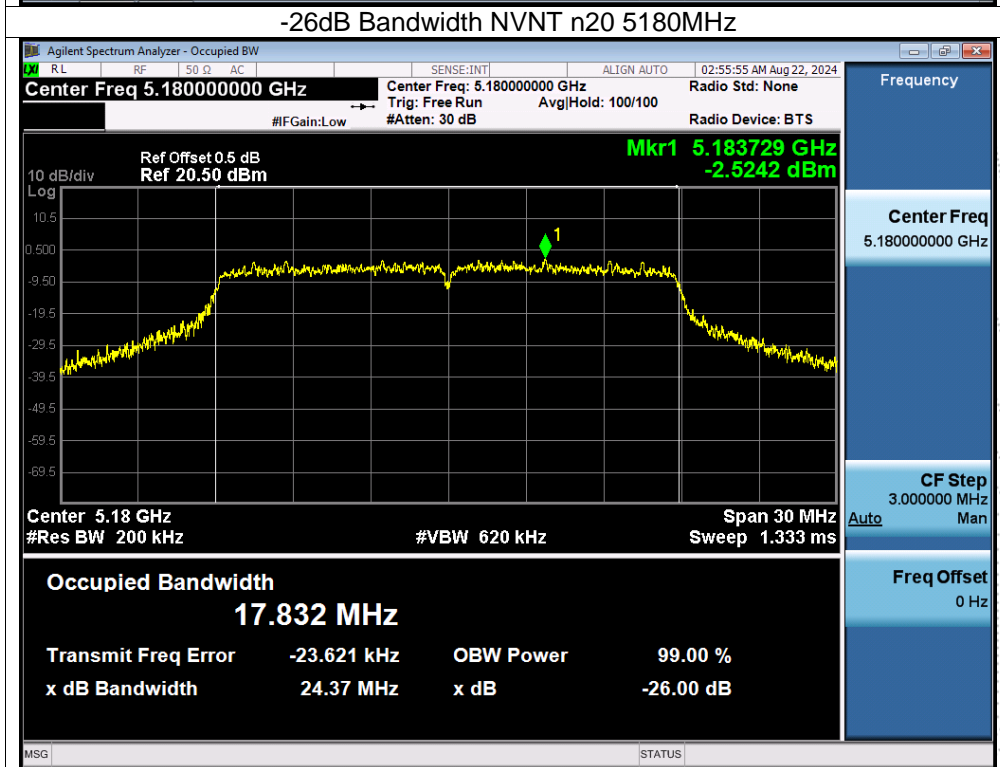 -26dB Bandwidth NVNT n20 5180MHz
Agilent Spectrum Analyzer - Occupied BW
LXI RL RF 50 Ω AC SENSE:INT ALIGN AUTO 02:55:55 AM Aug 22, 2024
Center Freq 5.180000000 GHz
Center Freq: 5.180000000 GHz Radio Std: None
Trig: Free Run Avg|Hold: 100/100
#IFGain:Low #Atten: 30 dB Radio Device: BTS
Frequency
Mkr1 5.183729 GHz
-2.5242 dBm
Ref Offset 0.5 dB
10 dB/div Ref 20.50 dBm
Log
10.5
0.500
-9.50
-19.5
-29.5
-39.5
-49.5
-59.5
-69.5
1
Center 5.18 GHz Span 30 MHz
#Res BW 200 kHz #VBW 620 kHz Sweep 1.333 ms
Occupied Bandwidth
17.832 MHz
Transmit Freq Error -23.621 kHz OBW Power 99.00 %
x dB Bandwidth 24.37 MHz x dB -26.00 dB
Center Freq
5.180000000 GHz
CF Step
3.000000 MHz
Auto Man
Freq Offset
0 Hz
MSG STATUS